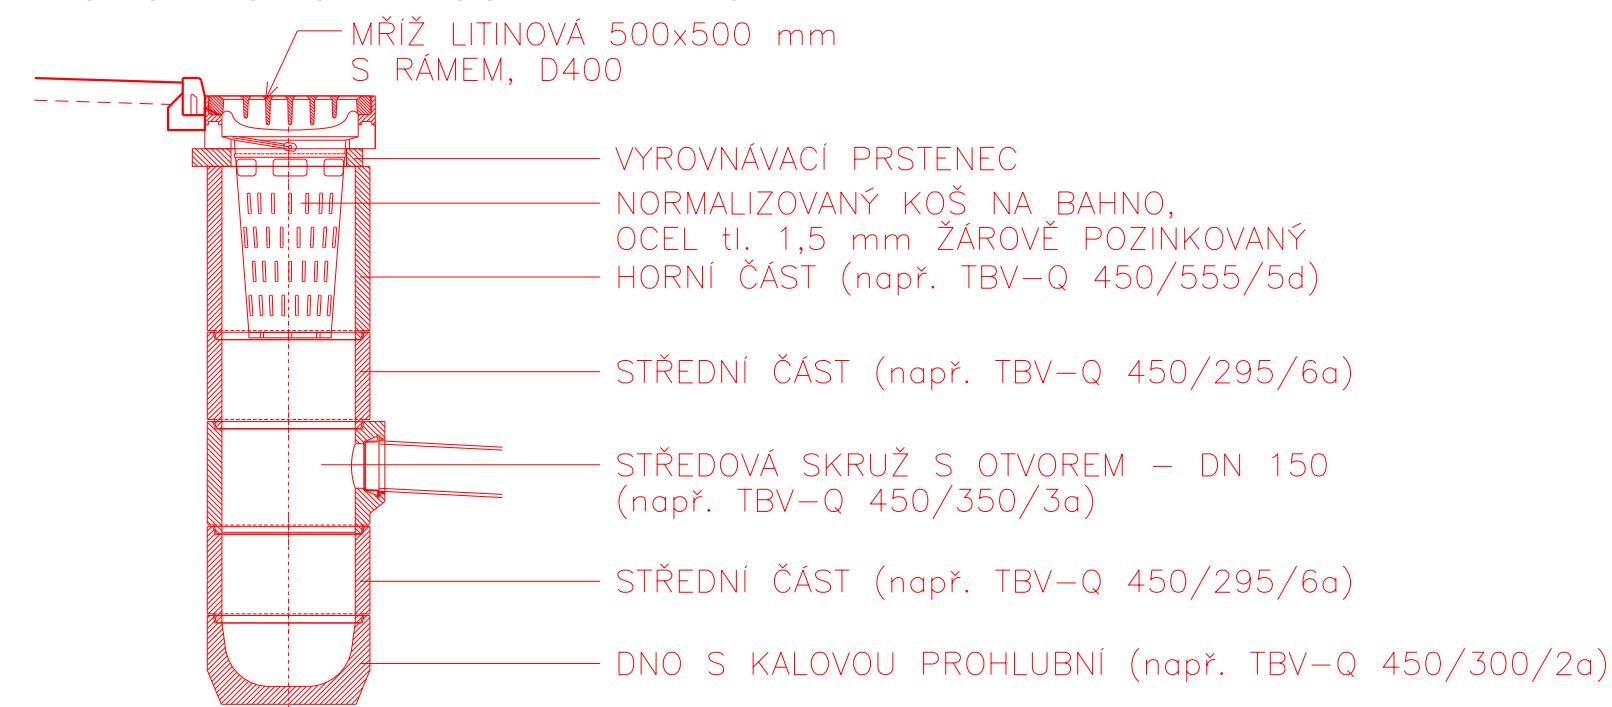 MŘÍŽ LITINOVÁ 500x500 mm
S RÁMEM, D400
VYROVNÁVACÍ PRSTENEC
NORMALIZOVANÝ KOŠ NA BAHNO,
OCEL tl. 1,5 mm ŽÁROVĚ POZINKOVANÝ
HORNÍ ČÁST (např. TBV-Q 450/555/5d)
STŘEDNÍ ČÁST (např. TBV-Q 450/295/6a)
STŘEDOVÁ SKRUŽ S OTVOREM - DN 150
(např. TBV-Q 450/350/3a)
STŘEDNÍ ČÁST (např. TBV-Q 450/295/6a)
DNO S KALOVOU PROHLUBNÍ (např. TBV-Q 450/300/2a)